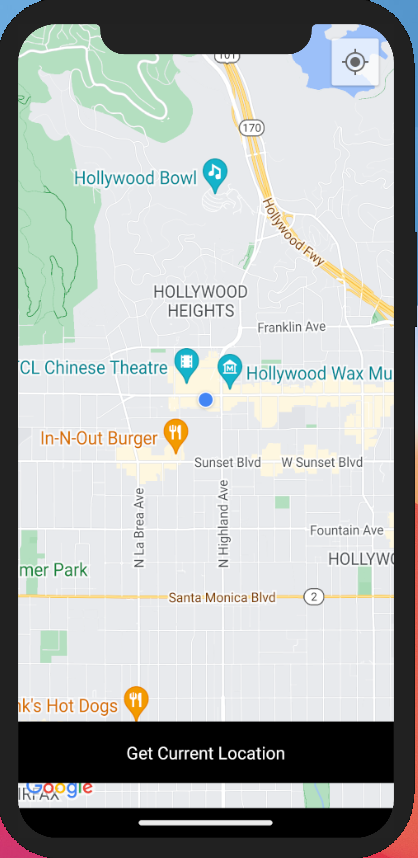 101
170
Hollywood Bowl
Hollywood Fwy
HOLLYWOOD
HEIGHTS
Franklin Ave
TCL Chinese Theatre
Hollywood Wax Mu
In-N-Out Burger
Sunset Blvd
W Sunset Blvd
N La Brea Ave
N Highland Ave
Fountain Ave
HOLLYWO
mer Park
Santa Monica Blvd
2
nk's Hot Dogs
Get Current Location
Google
IRFAX